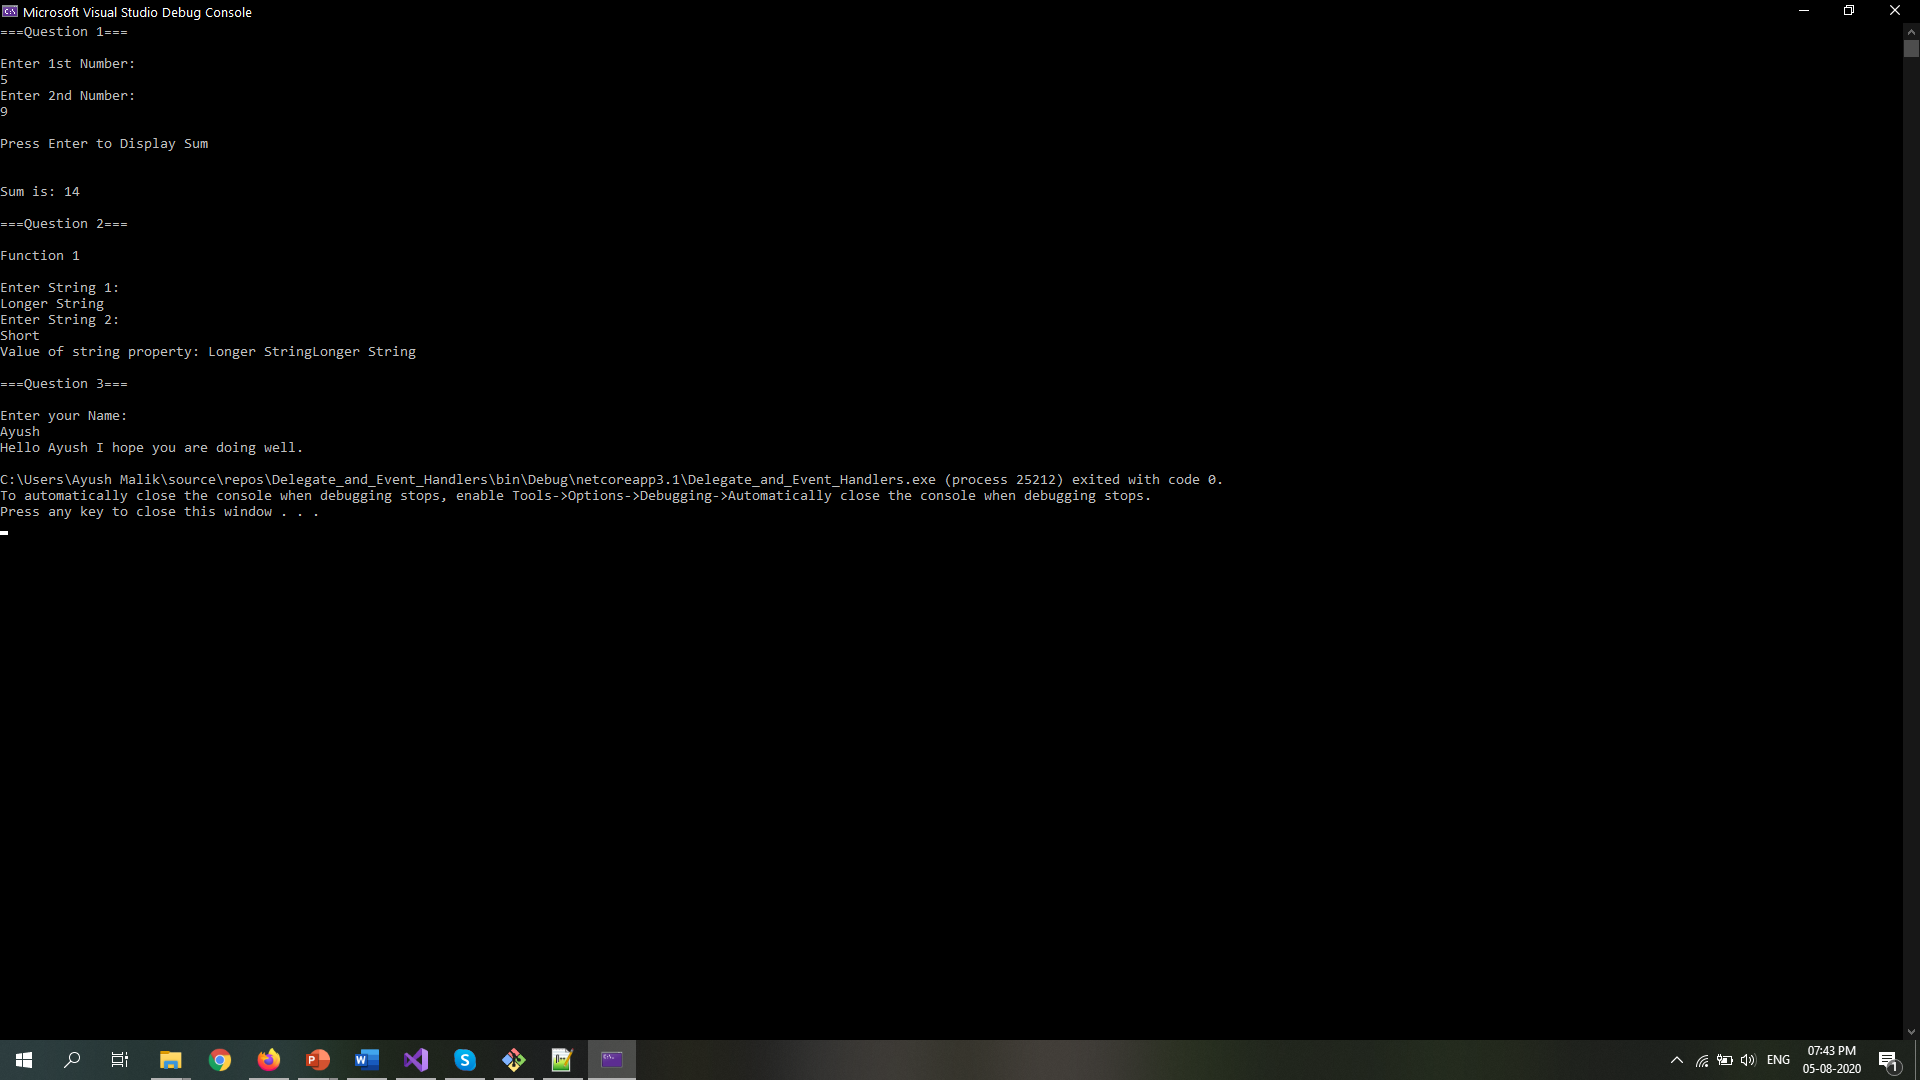 Microsoft Visual Studio Debug Console
===Question 1===
Enter 1st Number:
5
Enter 2nd Number:
9
Press Enter to Display Sum
Sum is: 14
===Question 2===
Function 1
Enter String 1:
Longer String
Enter String 2:
Short
Value of string property: Longer StringLonger String
===Question 3===
Enter your Name:
Ayush
Hello Ayush I hope you are doing well.
C:\Users\Ayush Malik\source\repos\Delegate_and_Event_Handlers\bin\Debug\netcoreapp3.1\Delegate_and_Event_Handlers.exe (process 25212) exited with code 0.
To automatically close the console when debugging stops, enable Tools->Options->Debugging->Automatically close the console when debugging stops.
Press any key to close this window . . .
ENG
07:43 PM
05-08-2020
1